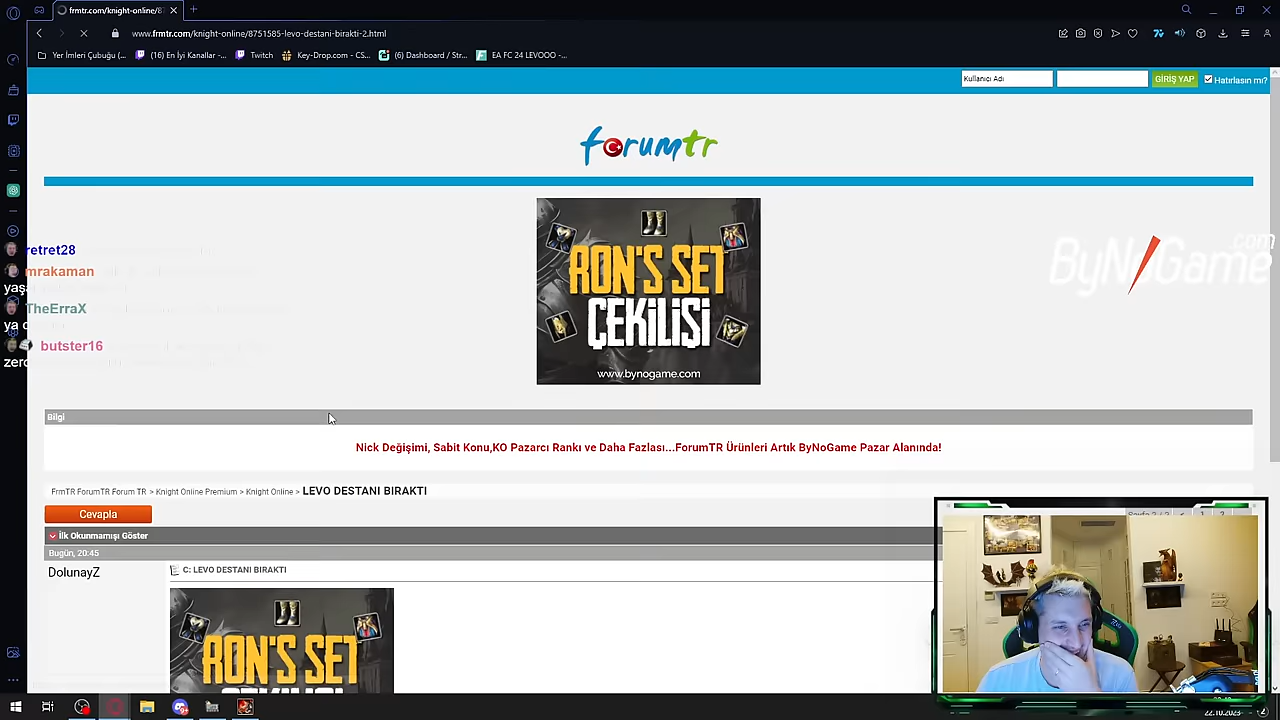 frmtr.com/knight-online/8
www.frmtr.com/knight-online/8751585-levo-destani-birakti-2.html
Yer İmleri Çubuğu (...
(16) En İyi Kanallar -...
Twitch
Key-Drop.com - CS...
(6) Dashboard / Str...
EA FC 24 LEVOOO -...
Kullanıcı Adı
GİRİŞ YAP
Hatırlasın mı?
forumtr
RON'S SET
ÇEKİLİŞİ
www.bynogame.com
ByNoGame
.com
retret28
mrakaman
yaş
TheErraX
ya d
butster16
zero
Bilgi
Nick Değişimi, Sabit Konu,KO Pazarcı Rankı ve Daha Fazlası...ForumTR Ürünleri Artık ByNoGame Pazar Alanında!
FrmTR ForumTR Forum TR > Knight Online Premium > Knight Online > LEVO DESTANI BIRAKTI
Cevapla
İlk Okunmamışı Göster
Bugün, 20:45
DolunayZ
C: LEVO DESTANI BIRAKTI
RON'S SET
22.10.2023